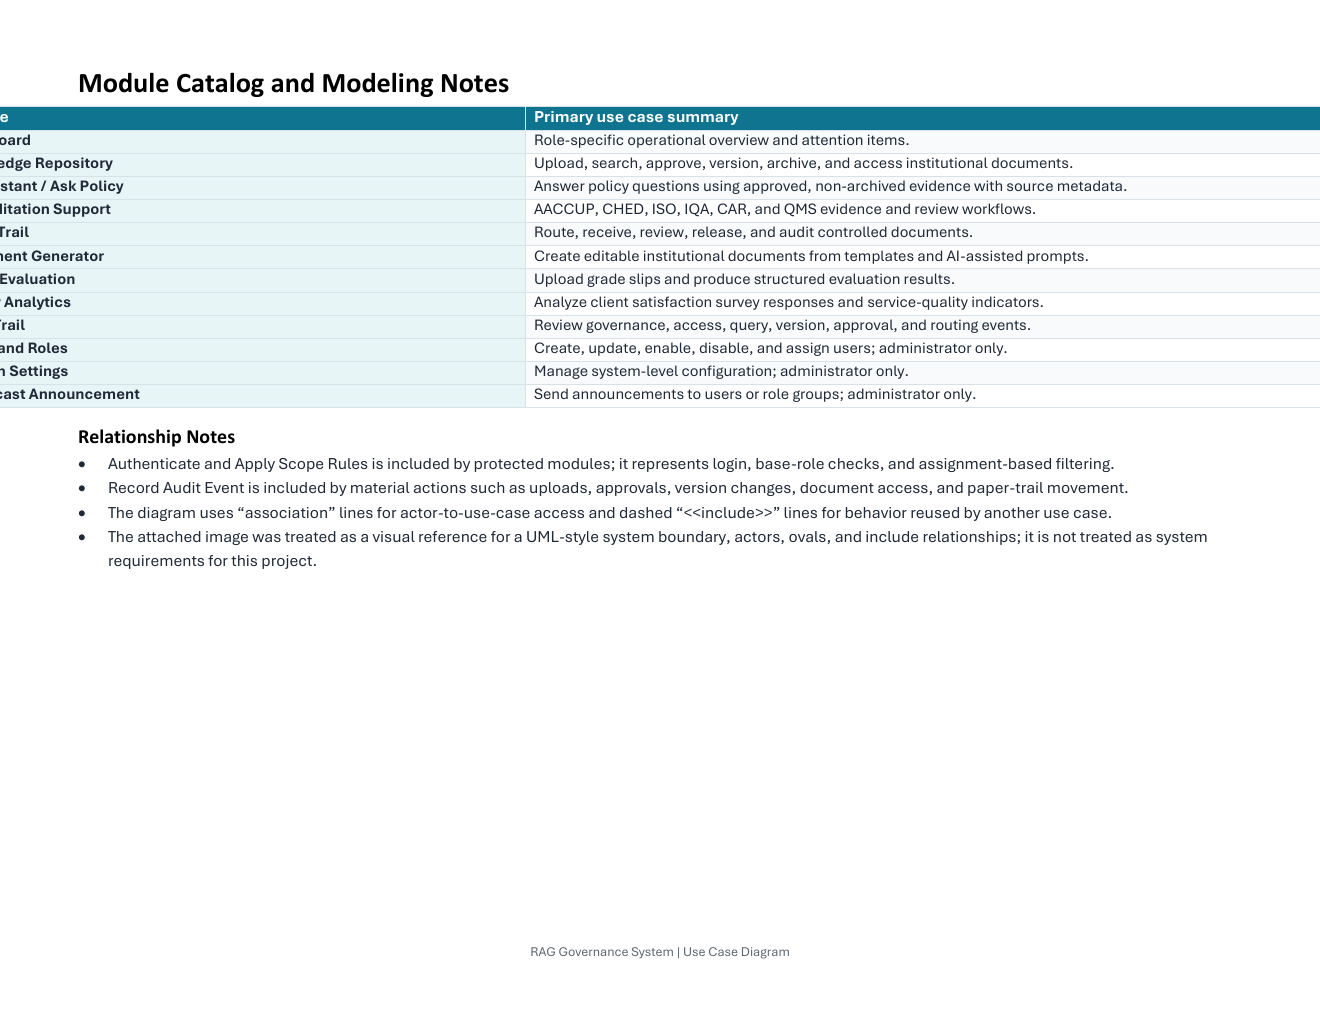 Module Catalog and Modeling Notes
e Primary use case summary
oard Role-specific operational overview and attention items.
edge Repository Upload, search, approve, version, archive, and access institutional documents.
stant / Ask Policy Answer policy questions using approved, non-archived evidence with source metadata.
litation Support AACCUP, CHED, ISO, IQA, CAR, and QMS evidence and review workflows.
Trail Route, receive, review, release, and audit controlled documents.
nent Generator Create editable institutional documents from templates and AI-assisted prompts.
Evaluation Upload grade slips and produce structured evaluation results.
Analytics Analyze client satisfaction survey responses and service-quality indicators.
Trail Review governance, access, query, version, approval, and routing events.
and Roles Create, update, enable, disable, and assign users; administrator only.
n Settings Manage system-level configuration; administrator only.
cast Announcement Send announcements to users or role groups; administrator only.
Relationship Notes
• Authenticate and Apply Scope Rules is included by protected modules; it represents login, base-role checks, and assignment-based filtering.
• Record Audit Event is included by material actions such as uploads, approvals, version changes, document access, and paper-trail movement.
• The diagram uses “association” lines for actor-to-use-case access and dashed “<<include>>” lines for behavior reused by another use case.
• The attached image was treated as a visual reference for a UML-style system boundary, actors, ovals, and include relationships; it is not treated as system
requirements for this project.
RAG Governance System | Use Case Diagram